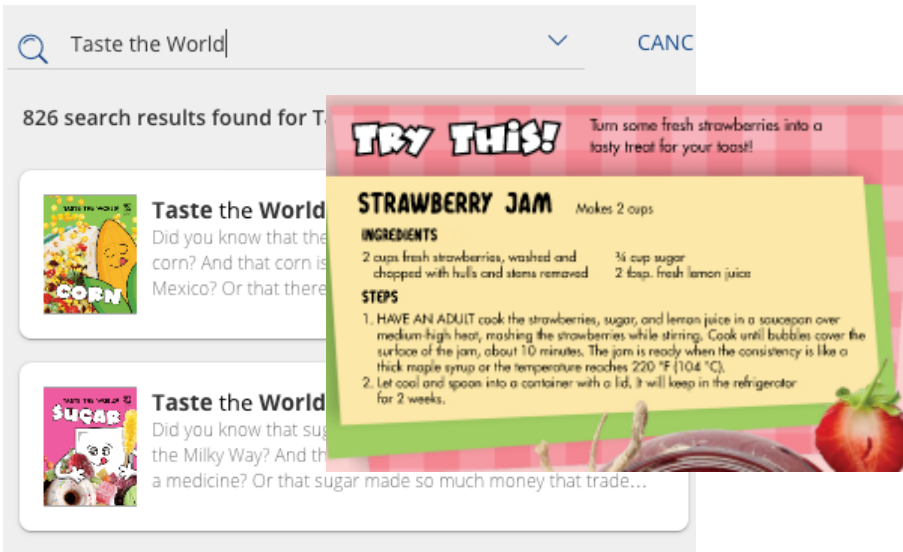 Taste the World
CANC
826 search results found for Ta
TRY THIS!
Turn some fresh strawberries into a
tasty treat for your toast!
STRAWBERRY JAM
Makes 2 cups
INGREDIENTS
2 cups fresh strawberries, washed and
chopped with hulls and stems removed
¾ cup sugar
2 tbsp. fresh lemon juice
STEPS
1. HAVE AN ADULT cook the strawberries, sugar, and lemon juice in a saucepan over
medium-high heat, mashing the strawberries while stirring. Cook until bubbles cover the
surface of the jam, about 10 minutes. The jam is ready when the consistency is like a
thick maple syrup or the temperature reaches 220 °F (104 °C).
2. Let cool and spoon into a container with a lid. It will keep in the refrigerator
for 2 weeks.
TASTE THE WORLD
CORN
Taste the World
Did you know that the
corn? And that corn is
Mexico? Or that there
TASTE THE WORLD
SUGAR
Taste the World
Did you know that sug
the Milky Way? And th
a medicine? Or that sugar made so much money that trade...